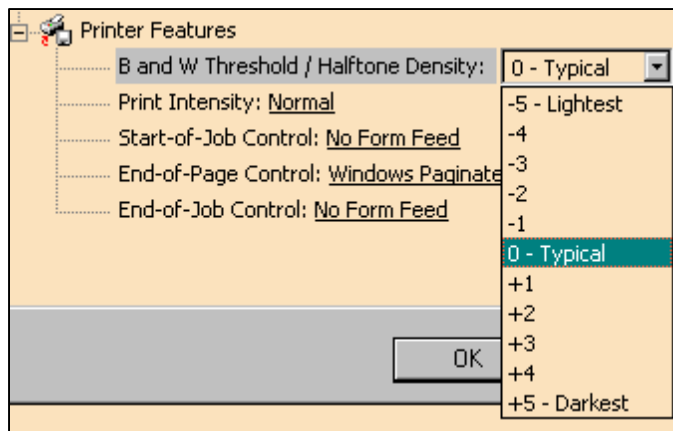 Printer Features
B and W Threshold / Halftone Density: 0 - Typical
Print Intensity: Normal
Start-of-Job Control: No Form Feed
End-of-Page Control: Windows Paginate
End-of-Job Control: No Form Feed
-5 - Lightest
-4
-3
-2
-1
0 - Typical
+1
+2
+3
+4
+5 - Darkest
OK